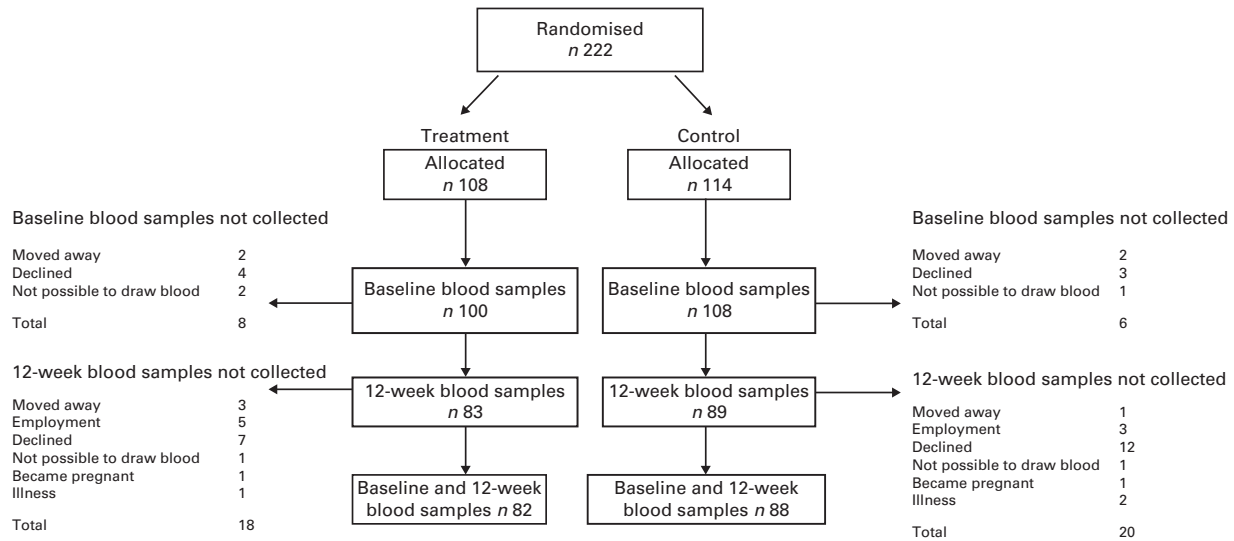 Randomised
n 222
Treatment
Control
Allocated
n 108
Allocated
n 114
Baseline blood samples not collected
Moved away 2
Declined 4
Not possible to draw blood 2
Total 8
Baseline blood samples
n 100
Baseline blood samples
n 108
Baseline blood samples not collected
Moved away 2
Declined 3
Not possible to draw blood 1
Total 6
12-week blood samples not collected
Moved away 3
Employment 5
Declined 7
Not possible to draw blood 1
Became pregnant 1
Illness 1
Total 18
12-week blood samples
n 83
12-week blood samples
n 89
12-week blood samples not collected
Moved away 1
Employment 3
Declined 12
Not possible to draw blood 1
Became pregnant 1
Illness 2
Total 20
Baseline and 12-week
blood samples n 82
Baseline and 12-week
blood samples n 88